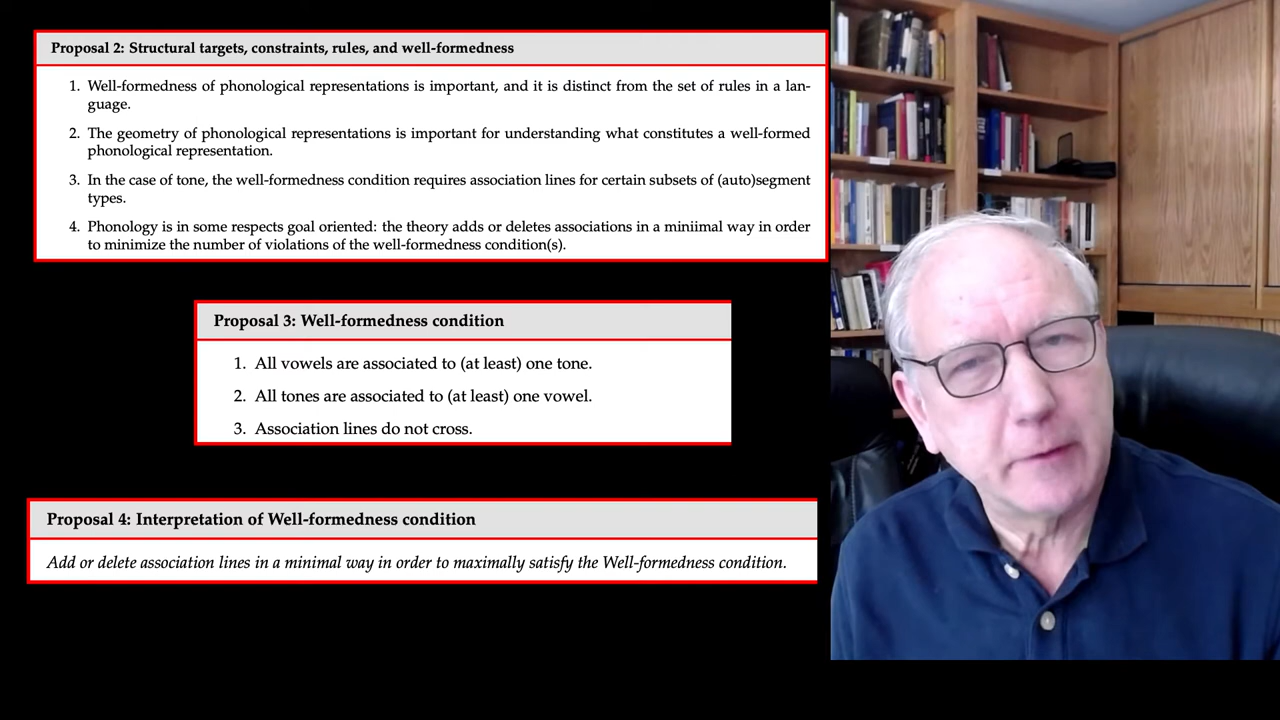 Proposal 2: Structural targets, constraints, rules, and well-formedness
1. Well-formedness of phonological representations is important, and it is distinct from the set of rules in a lan-
guage.
2. The geometry of phonological representations is important for understanding what constitutes a well-formed
phonological representation.
3. In the case of tone, the well-formedness condition requires association lines for certain subsets of (auto)segment
types.
4. Phonology is in some respects goal oriented: the theory adds or deletes associations in a miniimal way in order
to minimize the number of violations of the well-formedness condition(s).
Proposal 3: Well-formedness condition
1. All vowels are associated to (at least) one tone.
2. All tones are associated to (at least) one vowel.
3. Association lines do not cross.
Proposal 4: Interpretation of Well-formedness condition
Add or delete association lines in a minimal way in order to maximally satisfy the Well-formedness condition.